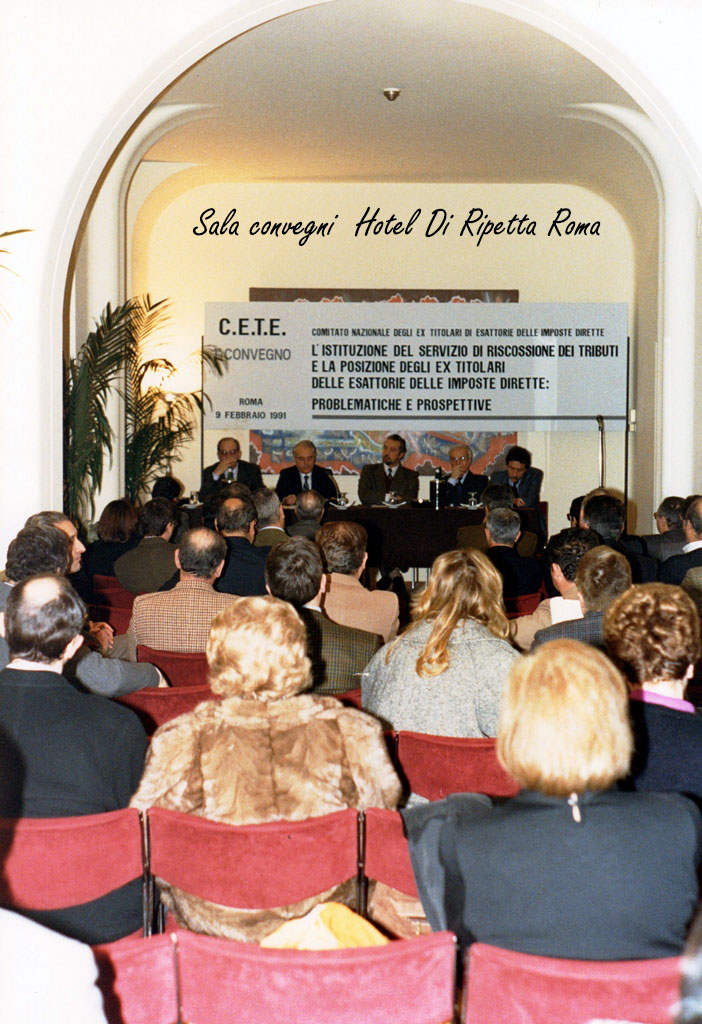 Sala convegni Hotel Di Ripetta Roma
C.E.T.E.
CONVEGNO
ROMA
9 FEBBRAIO 1991
COMITATO NAZIONALE DEGLI EX TITOLARI DI ESATTORIE DELLE IMPOSTE DIRETTE
L'ISTITUZIONE DEL SERVIZIO DI RISCOSSIONE DEI TRIBUTI
E LA POSIZIONE DEGLI EX TITOLARI
DELLE ESATTORIE DELLE IMPOSTE DIRETTE:
PROBLEMATICHE E PROSPETTIVE